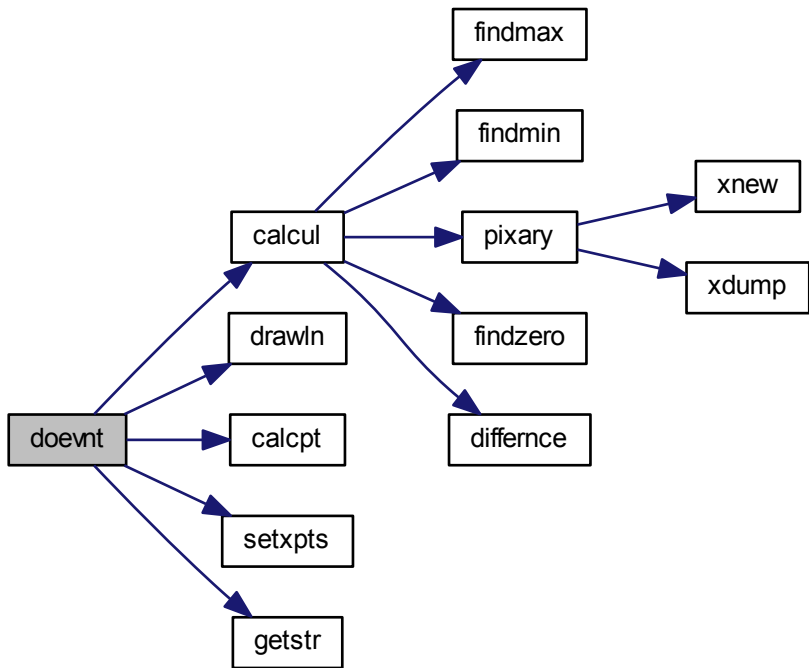 findmax
findmin
xnew
calcul
pixary
xdump
drawln
findzero
doevnt
calcpt
differnce
setxpts
getstr